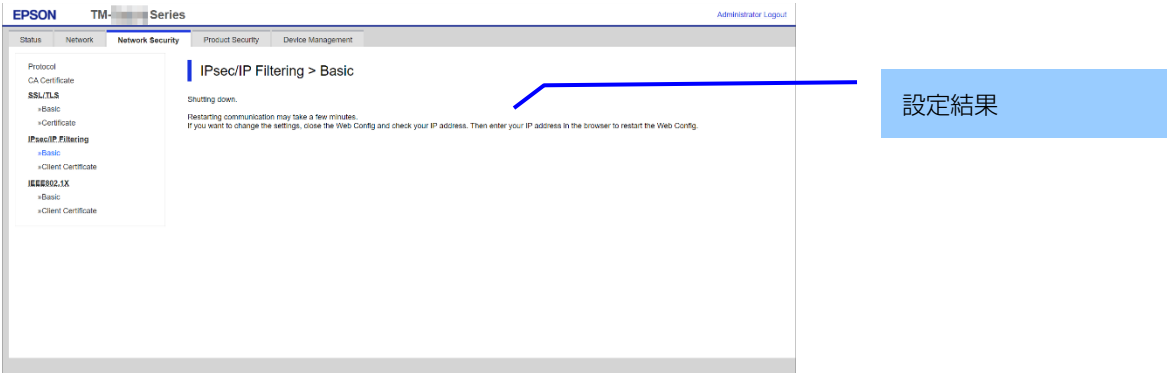 EPSON TM- Series
Administrator Logout
Status Network Network Security Product Security Device Management
Protocol
CA Certificate
SSL/TLS
»Basic
»Certificate
IPsec/IP Filtering
»Basic
»Client Certificate
IEEE802.1X
»Basic
»Client Certificate
IPsec/IP Filtering > Basic
Shutting down.
Restarting communication may take a few minutes.
If you want to change the settings, close the Web Config and check your IP address. Then enter your IP address in the browser to restart the Web Config.
設定結果